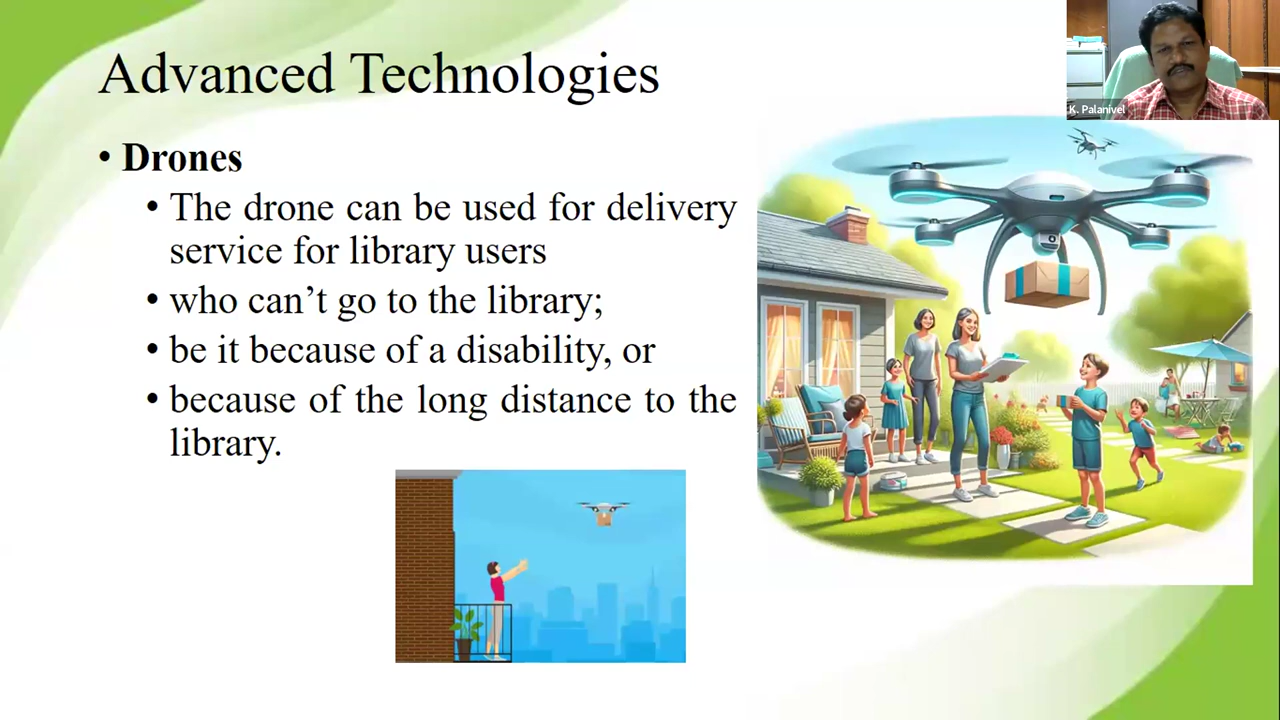 Advanced Technologies
K. Palanivel
• Drones
• The drone can be used for delivery
service for library users
• who can’t go to the library;
• be it because of a disability, or
• because of the long distance to the
library.